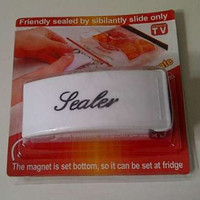 Friendly sealed by sibilantly slide only
TV
Sealer
The magnet is set bottom, so it can be set at fridge